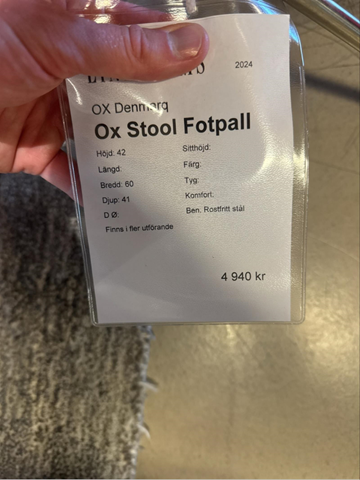 2024
OX Denmarq
Ox Stool Fotpall
Höjd: 42
Sitthöjd:
Längd:
Färg:
Bredd: 60
Tyg:
Djup: 41
Komfort.
D Ø:
Ben. Rostfritt stål
Finns i fler utförande
4 940 kr